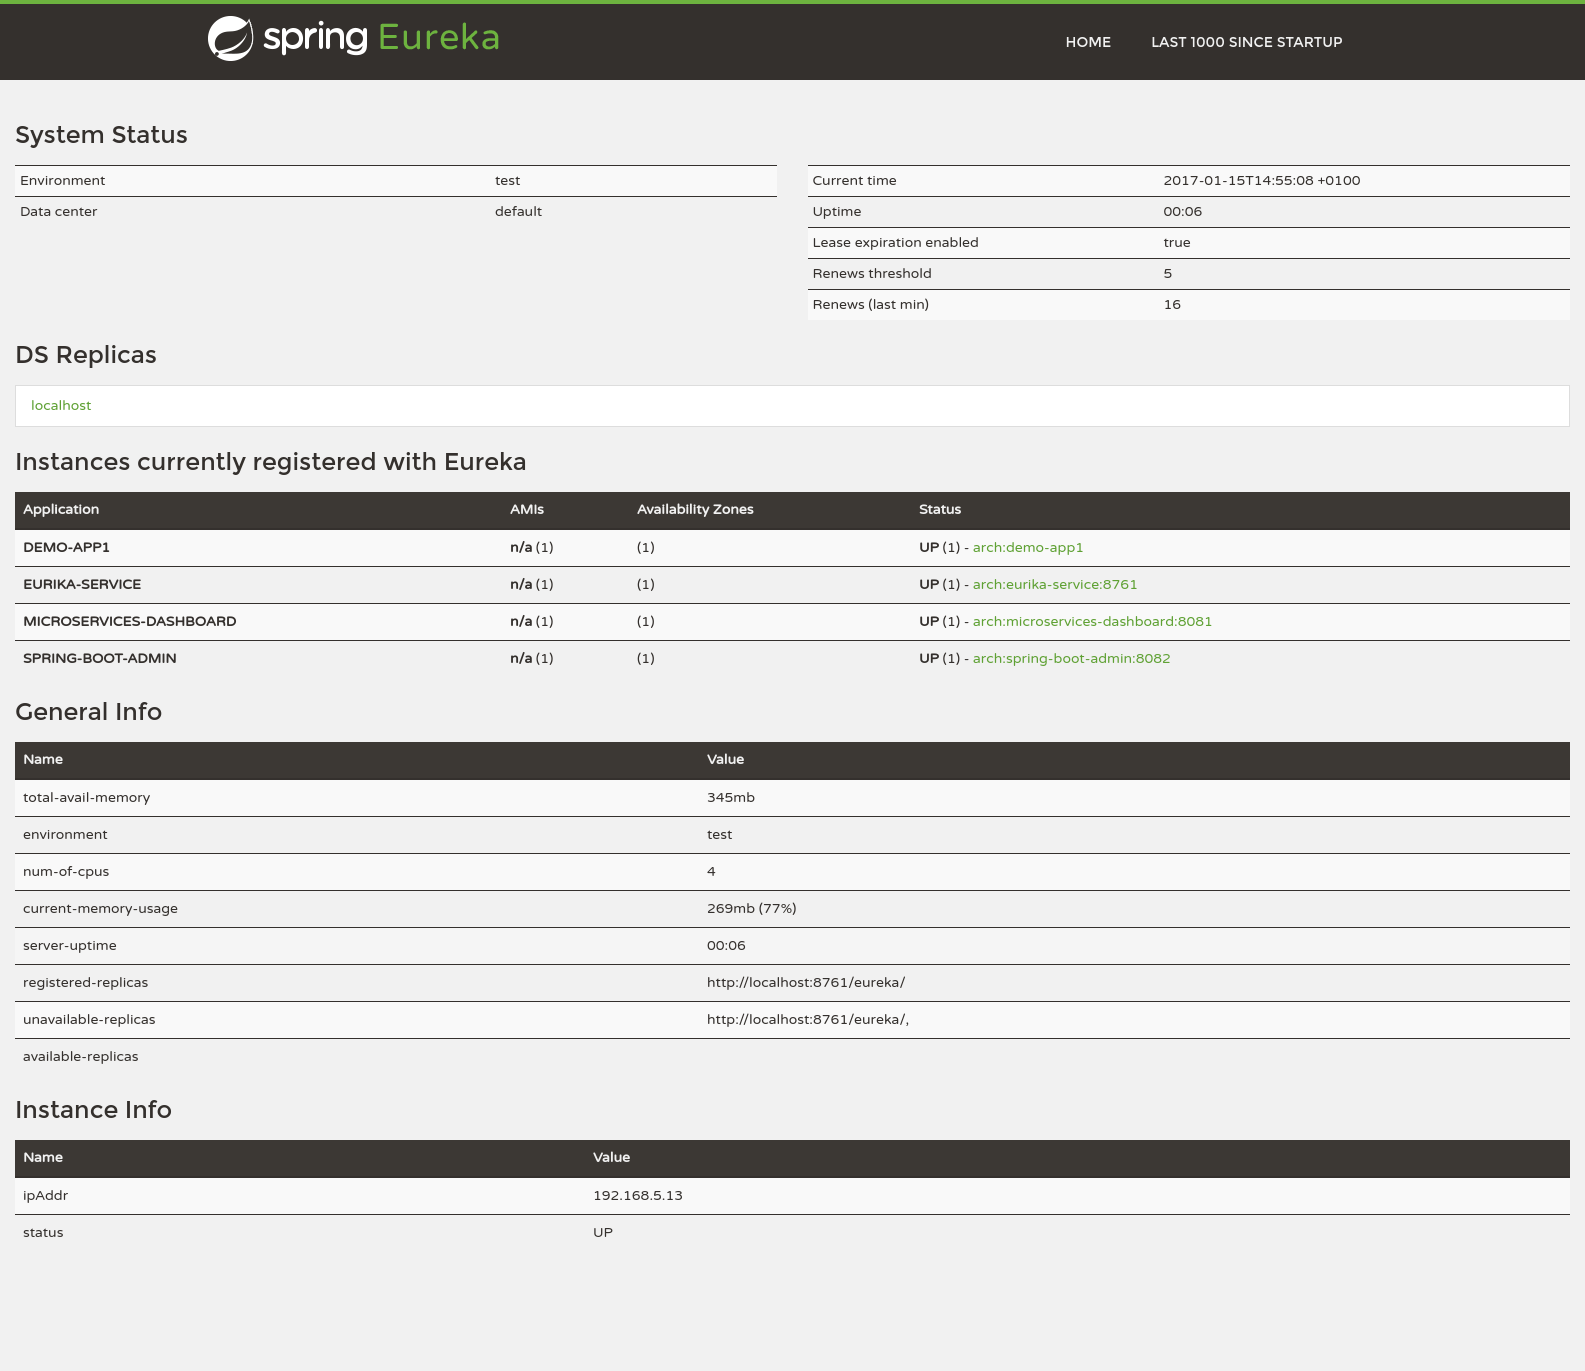 spring Eureka
HOME LAST 1000 SINCE STARTUP
System Status
Environment test
Data center default
Current time 2017-01-15T14:55:08 +0100
Uptime 00:06
Lease expiration enabled true
Renews threshold 5
Renews (last min) 16
DS Replicas
localhost
Instances currently registered with Eureka
Application AMIs Availability Zones Status
DEMO-APP1 n/a (1) (1) UP (1) - arch:demo-app1
EURIKA-SERVICE n/a (1) (1) UP (1) - arch:eurika-service:8761
MICROSERVICES-DASHBOARD n/a (1) (1) UP (1) - arch:microservices-dashboard:8081
SPRING-BOOT-ADMIN n/a (1) (1) UP (1) - arch:spring-boot-admin:8082
General Info
Name Value
total-avail-memory 345mb
environment test
num-of-cpus 4
current-memory-usage 269mb (77%)
server-uptime 00:06
registered-replicas http://localhost:8761/eureka/
unavailable-replicas http://localhost:8761/eureka/,
available-replicas
Instance Info
Name Value
ipAddr 192.168.5.13
status UP